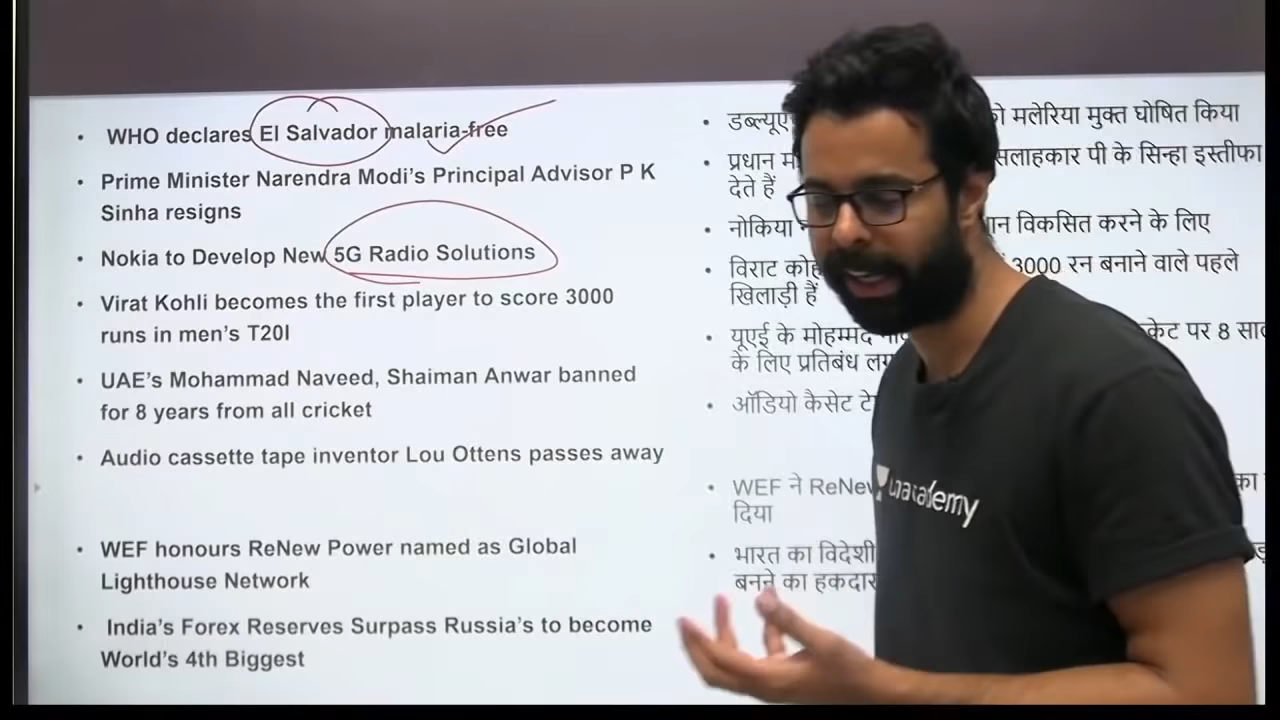 • WHO declares El Salvador malaria-free
• Prime Minister Narendra Modi's Principal Advisor P K
Sinha resigns
• Nokia to Develop New 5G Radio Solutions
• Virat Kohli becomes the first player to score 3000
runs in men's T20I
• UAE's Mohammad Naveed, Shaiman Anwar banned
for 8 years from all cricket
• Audio cassette tape inventor Lou Ottens passes away
• WEF honours ReNew Power named as Global
Lighthouse Network
• India's Forex Reserves Surpass Russia's to become
World's 4th Biggest
• मलेरिया मुक्त घोषित किया
• प्रधान सलाहकार पी के सिन्हा इस्तीफा
देते हैं
• नोकिया विकसित करने के लिए
• विराट 3000 रन बनाने वाले पहले
खिलाड़ी हैं
• यूएई के मोहम्मद पर 8
के लिए प्रतिबंध
• ऑडियो कैसेट
• WEF ने
दिया
• भारत का विदेशी
बनने का हकदार
unacademy